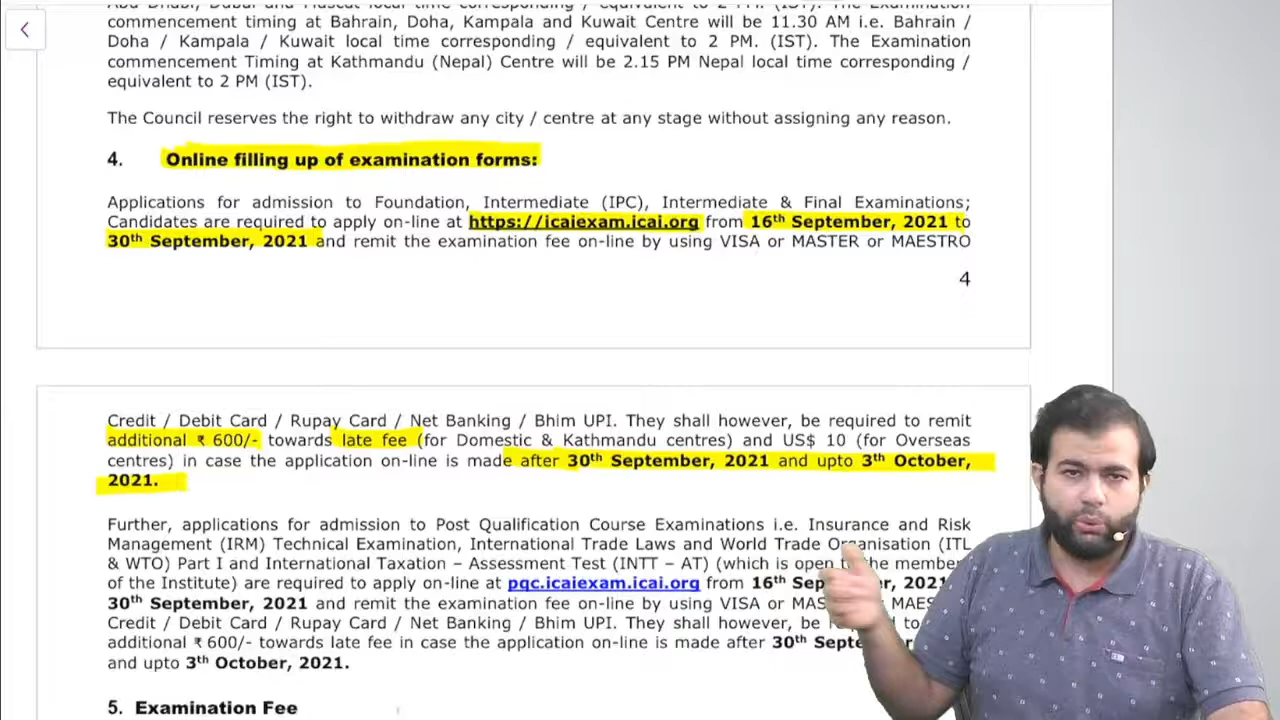 Abu Dhabi, Dubai and Muscat local time corresponding / equivalent to 2 PM. (IST). The Examination
commencement timing at Bahrain, Doha, Kampala and Kuwait Centre will be 11.30 AM i.e. Bahrain /
Doha / Kampala / Kuwait local time corresponding / equivalent to 2 PM. (IST). The Examination
commencement Timing at Kathmandu (Nepal) Centre will be 2.15 PM Nepal local time corresponding /
equivalent to 2 PM (IST).
The Council reserves the right to withdraw any city / centre at any stage without assigning any reason.
4. Online filling up of examination forms:
Applications for admission to Foundation, Intermediate (IPC), Intermediate & Final Examinations;
Candidates are required to apply on-line at https://icaiexam.icai.org from 16th September, 2021 to
30th September, 2021 and remit the examination fee on-line by using VISA or MASTER or MAESTRO
4
Credit / Debit Card / Rupay Card / Net Banking / Bhim UPI. They shall however, be required to remit
additional ₹ 600/- towards late fee (for Domestic & Kathmandu centres) and US$ 10 (for Overseas
centres) in case the application on-line is made after 30th September, 2021 and upto 3th October,
2021.
Further, applications for admission to Post Qualification Course Examinations i.e. Insurance and Risk
Management (IRM) Technical Examination, International Trade Laws and World Trade Organisation (ITL
& WTO) Part I and International Taxation – Assessment Test (INTT – AT) (which is open to the member
of the Institute) are required to apply on-line at pqc.icaiexam.icai.org from 16th Sep r, 2021
30th September, 2021 and remit the examination fee on-line by using VISA or MAS MAES
Credit / Debit Card / Rupay Card / Net Banking / Bhim UPI. They shall however, be to
additional ₹ 600/- towards late fee in case the application on-line is made after 30th Septe
and upto 3th October, 2021.
5. Examination Fee